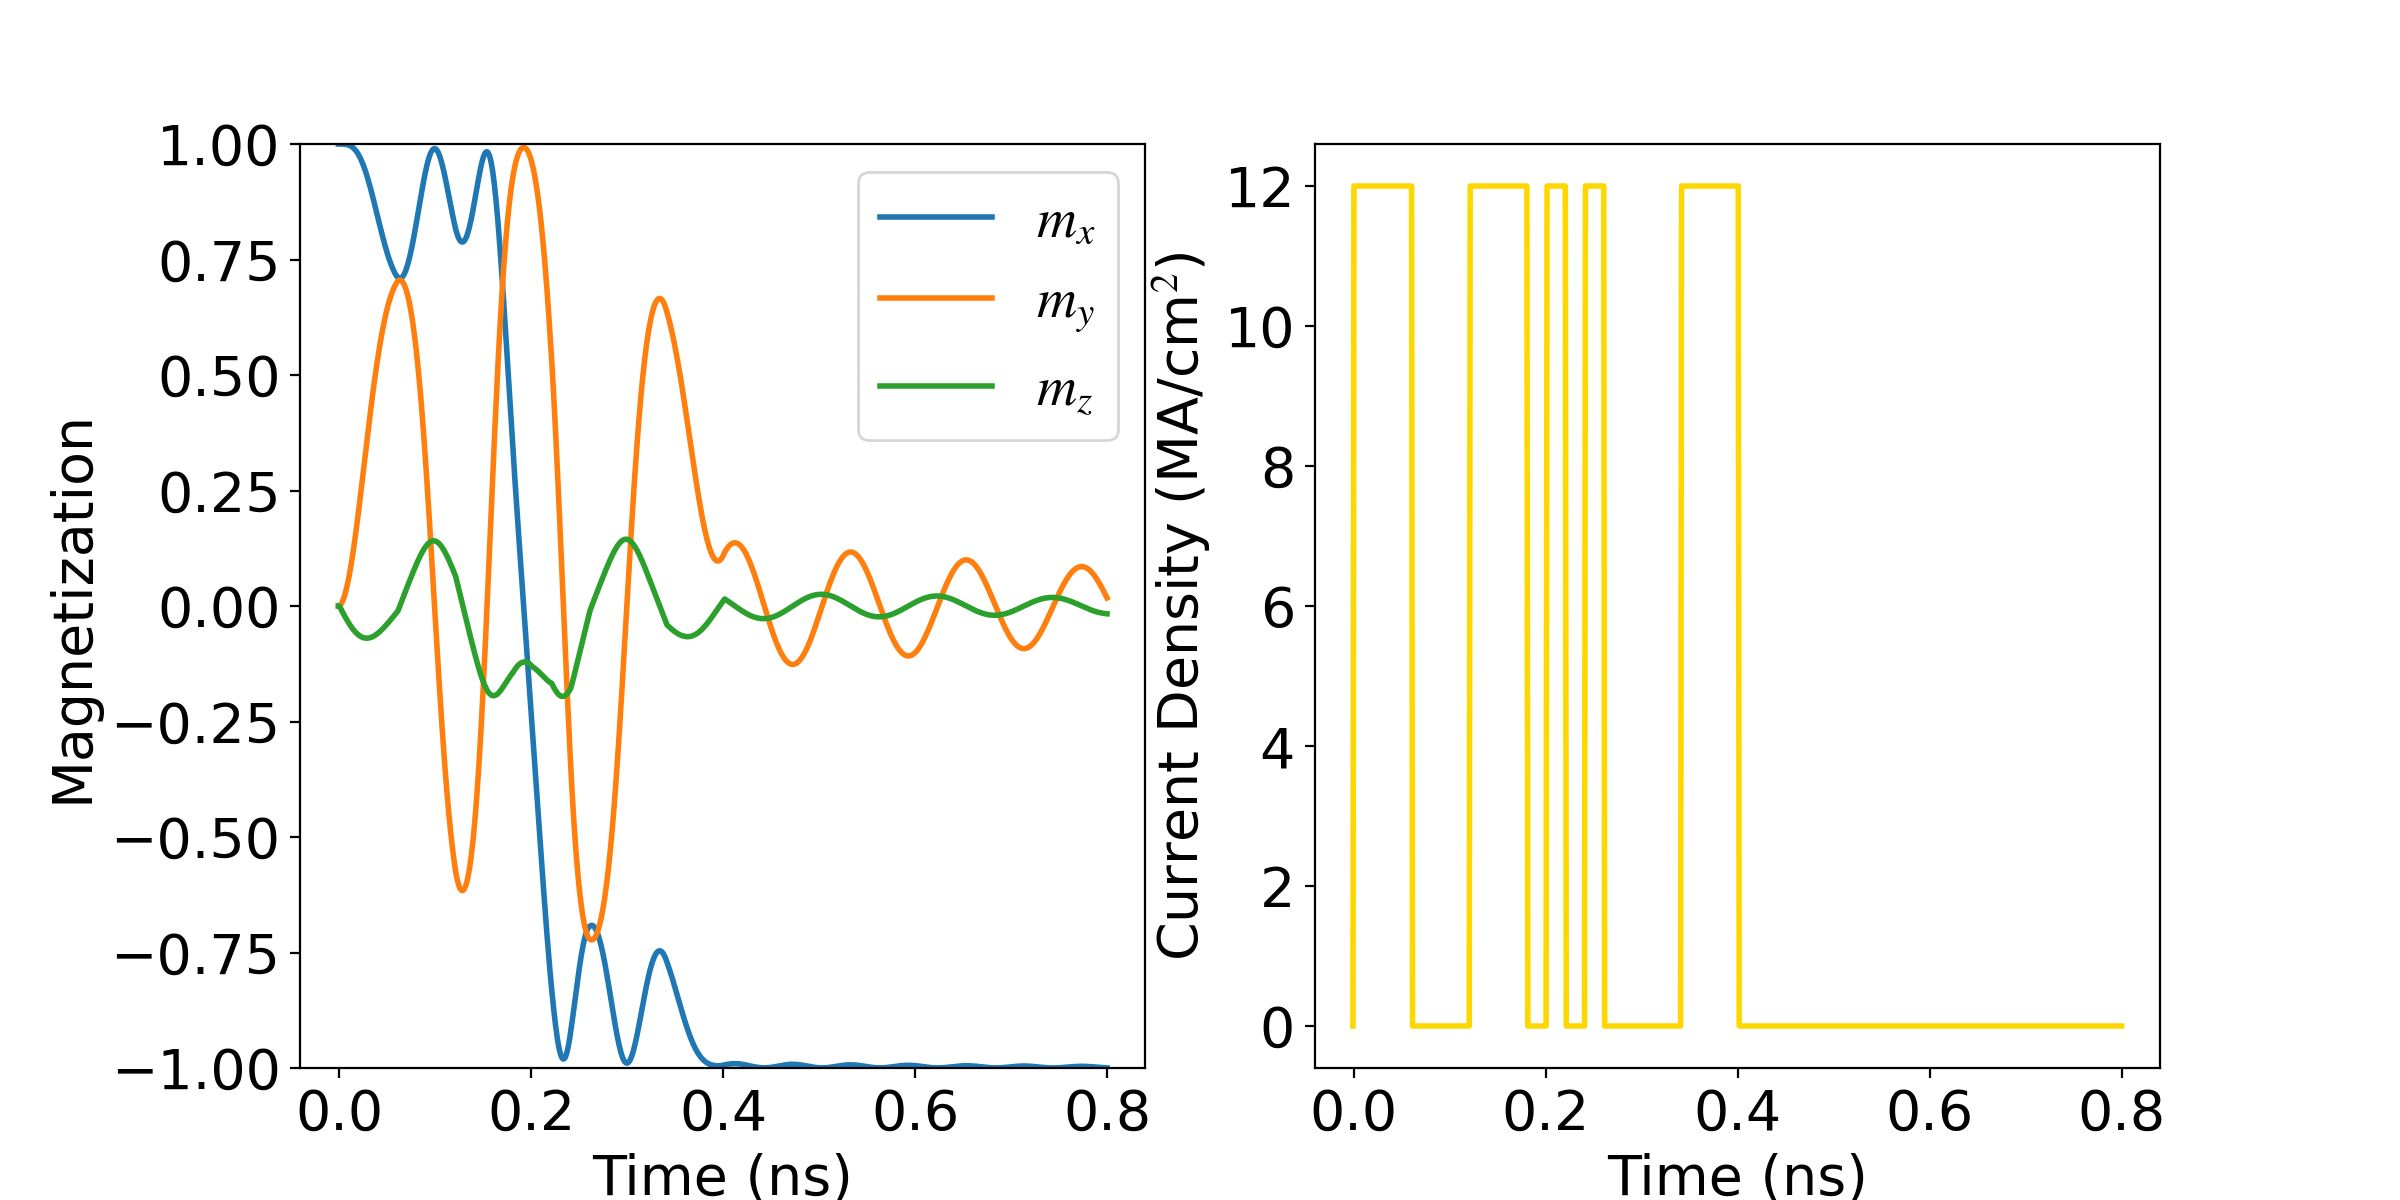 Magnetization
1.00
0.75
0.50
0.25
0.00
−0.25
−0.50
−0.75
−1.00
0.0 0.2 0.4 0.6 0.8
Time (ns)
m_x
m_y
m_z
Current Density (MA/cm²)
12
10
8
6
4
2
0
0.0 0.2 0.4 0.6 0.8
Time (ns)